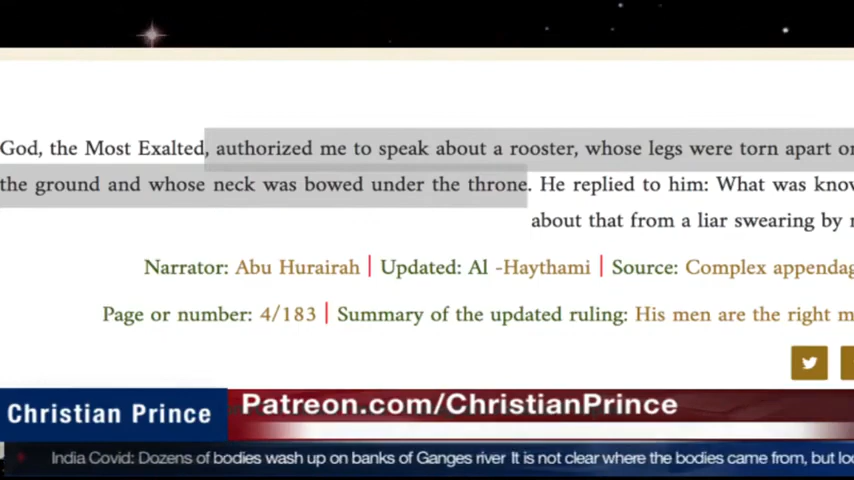 God, the Most Exalted, authorized me to speak about a rooster, whose legs were torn apart
the ground and whose neck was bowed under the throne. He replied to him: What was
about that from a liar swearing by
Narrator: Abu Hurairah | Updated: Al -Haythami | Source: Complex
Page or number: 4/183 | Summary of the updated ruling: His men are the right
Christian Prince
Patreon.com/ChristianPrince
India Covid: Dozens of bodies wash up on banks of Ganges river It is not clear where the bodies came from, but